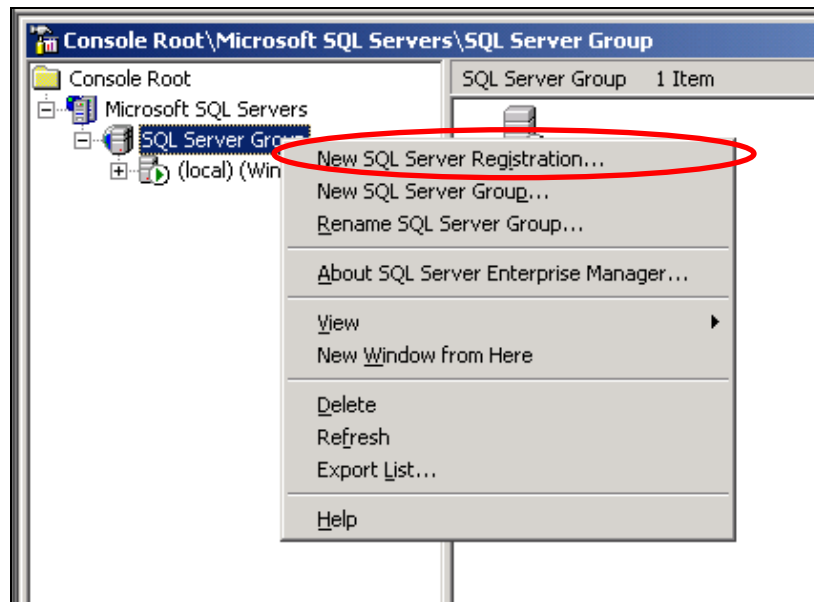 Console Root\Microsoft SQL Servers\SQL Server Group
Console Root
SQL Server Group 1 Item
Microsoft SQL Servers
SQL Server Group
(local) (Win
New SQL Server Registration...
New SQL Server Group...
Rename SQL Server Group...
About SQL Server Enterprise Manager...
View
New Window from Here
Delete
Refresh
Export List...
Help